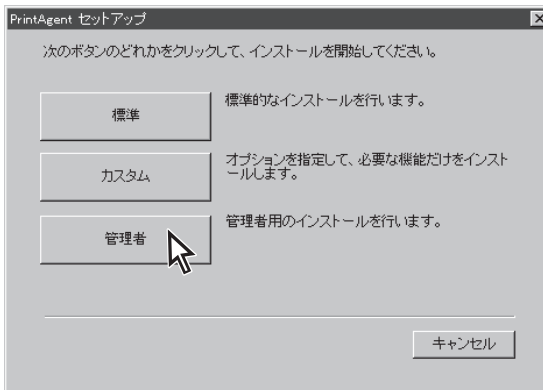 PrintAgent セットアップ
次のボタンのどれかをクリックして、インストールを開始してください。
標準
標準的なインストールを行います。
カスタム
オプションを指定して、必要な機能だけをインスト
ールします。
管理者
管理者用のインストールを行います。
キャンセル